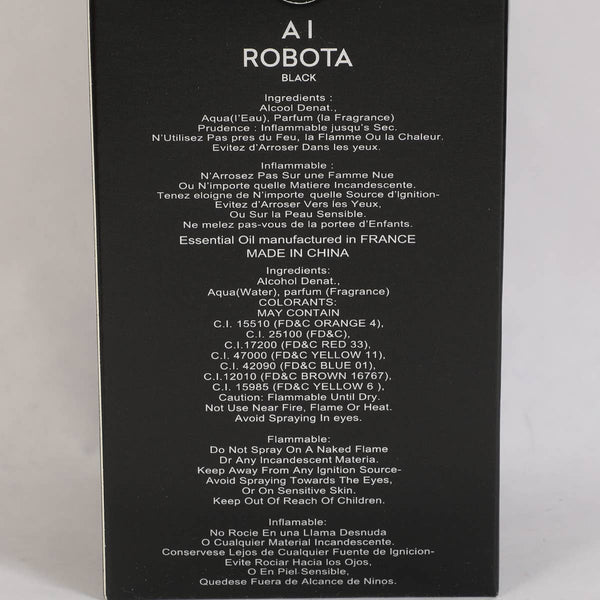 A I
ROBOTA
BLACK
Ingredients :
Alcool Denat.,
Aqua(l'Eau), Parfum (la Fragrance)
Prudence : Inflammable jusqu's Sec.
N'Utilisez Pas pres du Feu, la Flamme Ou la Chaleur.
Evitez d'Arroser Dans les yeux.
Inflammable :
N'Arrosez Pas Sur une Famme Nue
Ou N'importe quelle Matiere Incandescente.
Tenez eloigne de N'importe quelle Source d'Ignition-
Evitez d'Arroser Vers les Yeux,
Ou Sur la Peau Sensible.
Ne melez pas-vous de la portee d'Enfants.
Essential Oil manufactured in FRANCE
MADE IN CHINA
Ingredients:
Alcohol Denat.,
Aqua(Water), parfum (Fragrance)
COLORANTS:
MAY CONTAIN
C.I. 15510 (FD&C ORANGE 4),
C.I. 25100 (FD&C),
C.I.17200 (FD&C RED 33),
C.I. 47000 (FD&C YELLOW 11),
C.I. 42090 (FD&C BLUE 01),
C.I.12010 (FD&C BROWN 16767),
C.I. 15985 (FD&C YELLOW 6 ),
Caution: Flammable Until Dry.
Not Use Near Fire, Flame Or Heat.
Avoid Spraying In eyes.
Flammable:
Do Not Spray On A Naked Flame
Dr Any Incandescent Materia.
Keep Away From Any Ignition Source-
Avoid Spraying Towards The Eyes,
Or On Sensitive Skin.
Keep Out Of Reach Of Children.
Inflamable:
No Rocie En una Llama Desnuda
O Cualquier Material Incandescente.
Conservese Lejos de Cualquier Fuente de Ignicion-
Evite Rociar Hacia los Ojos,
O En Piel Sensible,
Quedese Fuera de Alcance de Ninos.